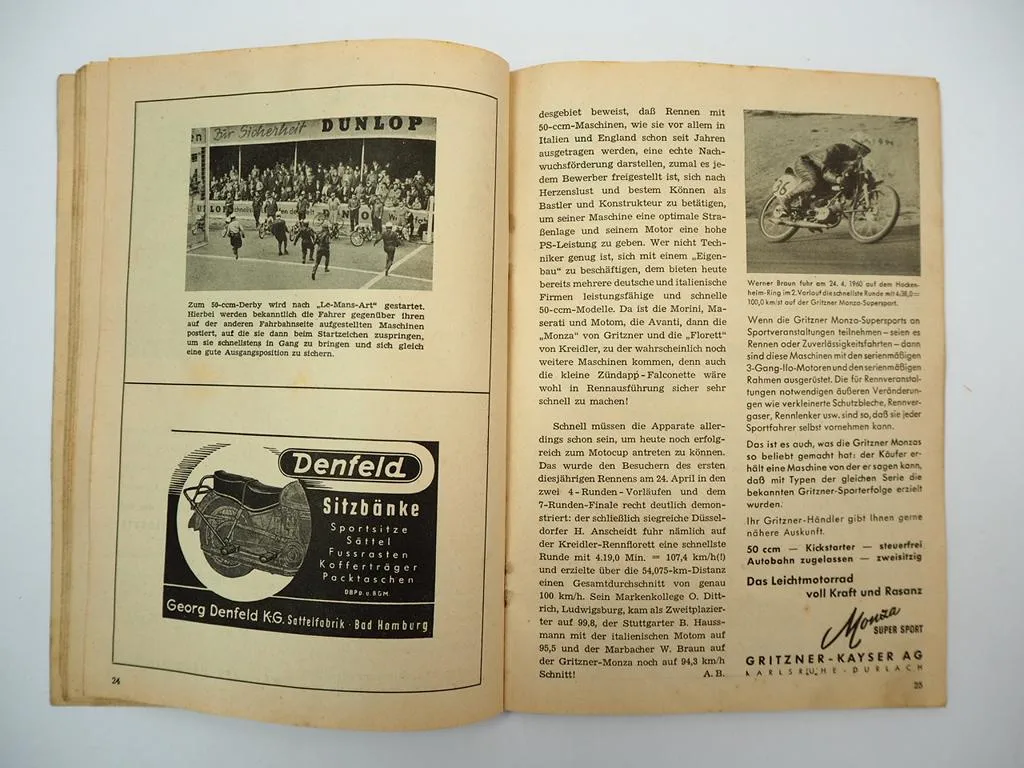 Für Sicherheit DUNLOP
Zum 50-ccm-Derby wird nach „Le-Mans-Art“ gestartet.
Hierbei werden bekanntlich die Fahrer gegenüber ihren
auf der anderen Fahrbahnseite aufgestellten Maschinen
postiert, auf die sie dann beim Startzeichen zuspringen,
um sie schnellstens in Gang zu bringen und sich gleich
eine gute Ausgangsposition zu sichern.
Denfeld
Sitzbänke
Sportsitze
Sättel
Fussrasten
Kofferträger
Packtaschen
DBPa. u. BGM.
Georg Denfeld K-G. Sattelfabrik - Bad Homburg
24
desgebiet beweist, daß Rennen mit
50-ccm-Maschinen, wie sie vor allem in
Italien und England schon seit Jahren
ausgetragen werden, eine echte Nach-
wuchsförderung darstellen, zumal es je-
dem Bewerber freigestellt ist, sich nach
Herzenslust und bestem Können als
Bastler und Konstrukteur zu betätigen,
um seiner Maschine eine optimale Stra-
ßenlage und seinem Motor eine hohe
PS-Leistung zu geben. Wer nicht Tech-
niker genug ist, sich mit einem „Eigen-
bau“ zu beschäftigen, dem bieten heute
bereits mehrere deutsche und italienische
Firmen leistungsfähige und schnelle
50-ccm-Modelle. Da ist die Morini, Ma-
serati und Motom, die Avanti, dann die
„Monza“ von Gritzner und die „Florett“
von Kreidler, zu der wahrscheinlich noch
weitere Maschinen kommen, denn auch
die kleine Zündapp-Falconette wäre
wohl in Rennausführung sicher sehr
schnell zu machen!
Schnell müssen die Apparate aller-
dings schon sein, um heute noch erfolg-
reich zum Motocup antreten zu können.
Das wurde den Besuchern des ersten
diesjährigen Rennens am 24. April in den
zwei 4-Runden-Vorläufen und dem
7-Runden-Finale recht deutlich demon-
striert: der schließlich siegreiche Düssel-
dorfer H. Anscheidt fuhr nämlich auf
der Kreidler-Rennflorett eine schnellste
Runde mit 4.19,0 Min. = 107,4 km/h(!)
und erzielte über die 54,075-km-Distanz
einen Gesamtdurchschnitt von genau
100 km/h. Sein Markenkollege O. Ditt-
rich, Ludwigsburg, kam als Zweitplazier-
ter auf 99,8, der Stuttgarter B. Hauss-
mann mit der italienischen Motom auf
95,5 und der Marbacher W. Braun auf
der Gritzner-Monza noch auf 94,3 km/h
Schnitt! A. B.
36
Werner Braun fuhr am 24. 4. 1960 auf dem Hocken-
heim-Ring im 2. Vorlauf die schnellste Runde mit 4:38,0 =
100,0 km/st auf der Gritzner Monza-Supersport.
Wenn die Gritzner Monza-Supersports an
Sportveranstaltungen teilnehmen – seien es
Rennen oder Zuverlässigkeitsfahrten – dann
sind diese Maschinen mit den serienmäßigen
3-Gang-Ilo-Motoren und den serienmäßigen
Rahmen ausgerüstet. Die für Rennveranstal-
tungen notwendigen äußeren Veränderun-
gen wie verkleinerte Schutzbleche, Rennver-
gaser, Rennlenker usw. sind so, daß sie jeder
Sportfahrer selbst vornehmen kann.
Das ist es auch, was die Gritzner Monzas
so beliebt gemacht hat: der Käufer er-
hält eine Maschine von der er sagen kann,
daß mit Typen der gleichen Serie die
bekannten Gritzner-Sporterfolge erzielt
wurden.
Ihr Gritzner-Händler gibt Ihnen gerne
nähere Auskunft.
50 ccm — Kickstarter — steuerfrei
Autobahn zugelassen — zweisitzig
Das Leichtmotorrad
voll Kraft und Rasanz
Monza
SUPER SPORT
GRITZNER-KAYSER AG
KARLSRUHE-DURLACH
25